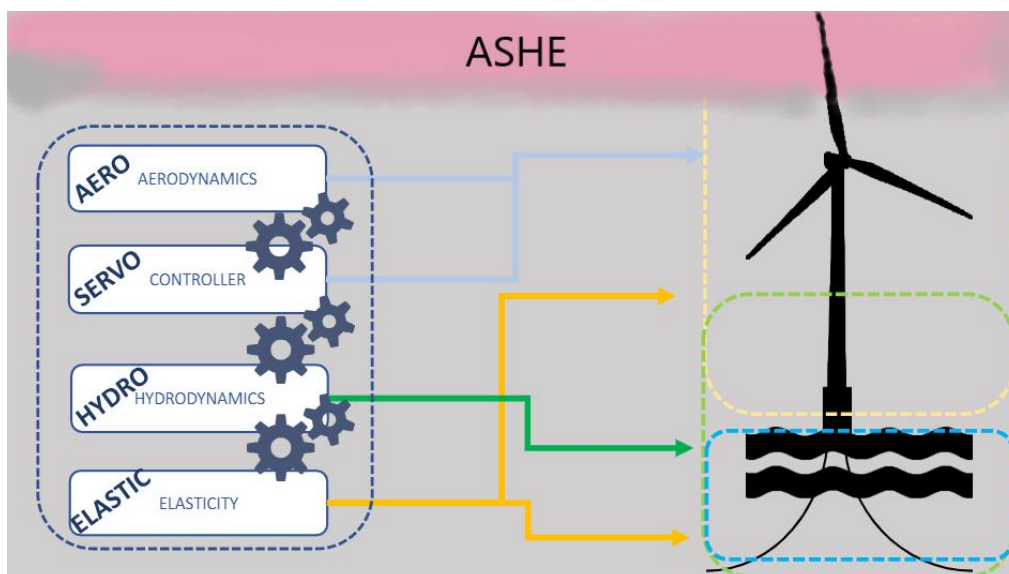 ASHE
AERO
AERODYNAMICS
SERVO
CONTROLLER
HYDRO
HYDRODYNAMICS
ELASTIC
ELASTICITY